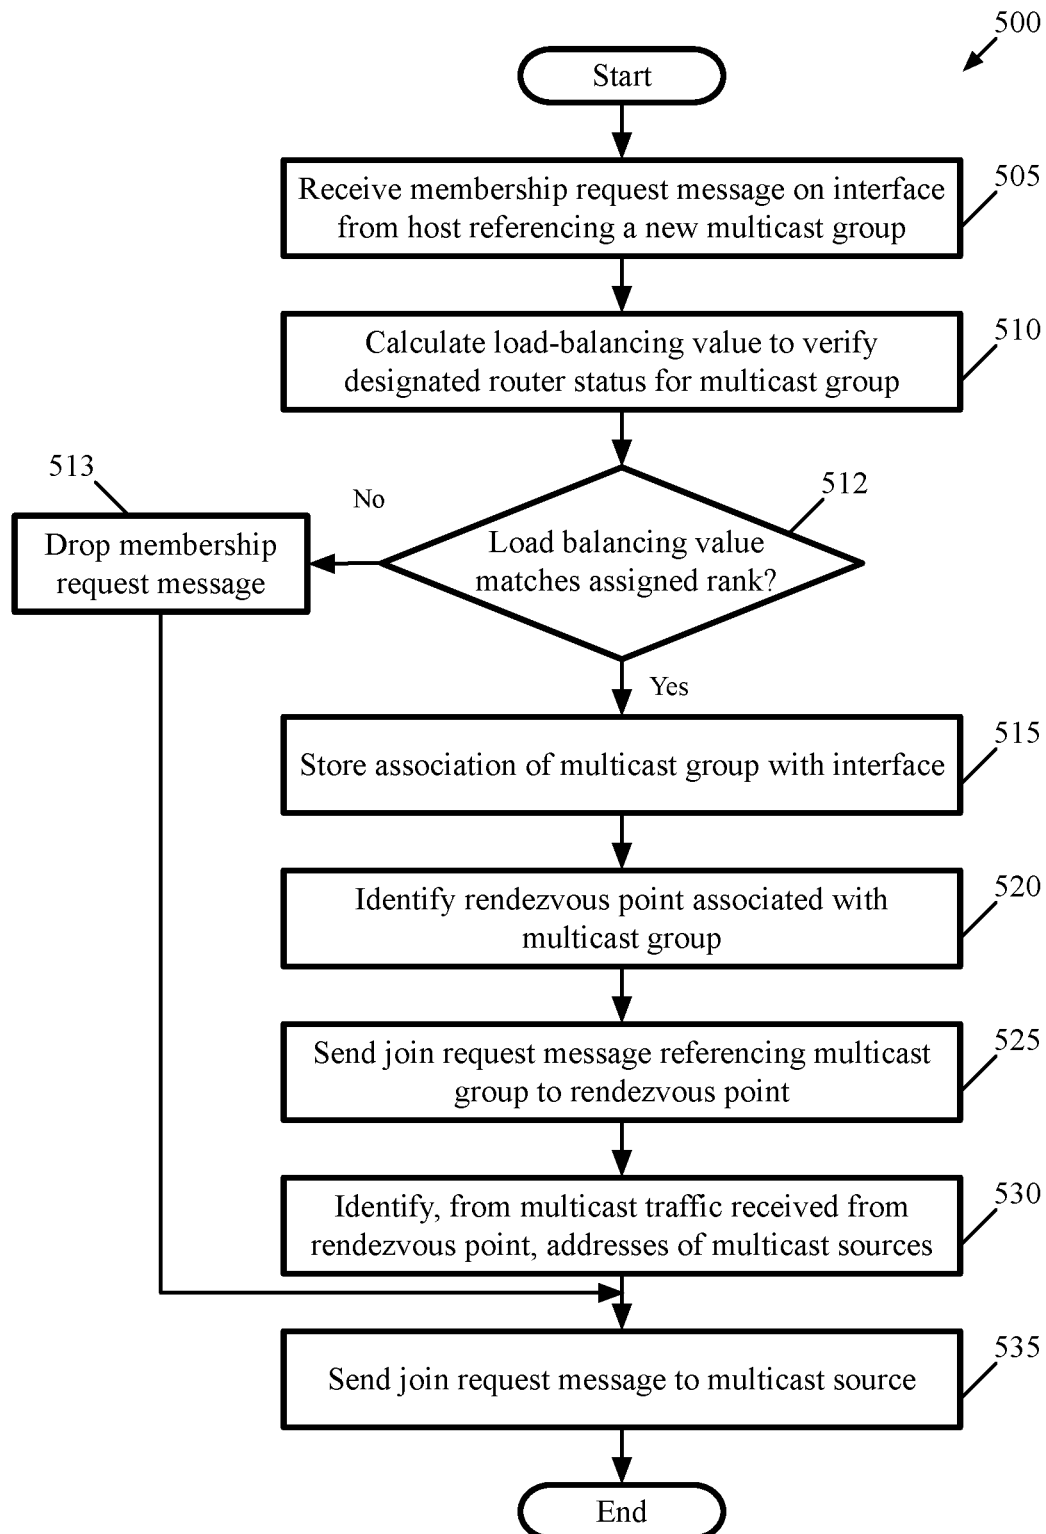 500
Start
Receive membership request message on interface
from host referencing a new multicast group
505
Calculate load-balancing value to verify
designated router status for multicast group
510
513
No
512
Drop membership
request message
Load balancing value
matches assigned rank?
Yes
Store association of multicast group with interface
515
Identify rendezvous point associated with
multicast group
520
Send join request message referencing multicast
group to rendezvous point
525
Identify, from multicast traffic received from
rendezvous point, addresses of multicast sources
530
Send join request message to multicast source
535
End